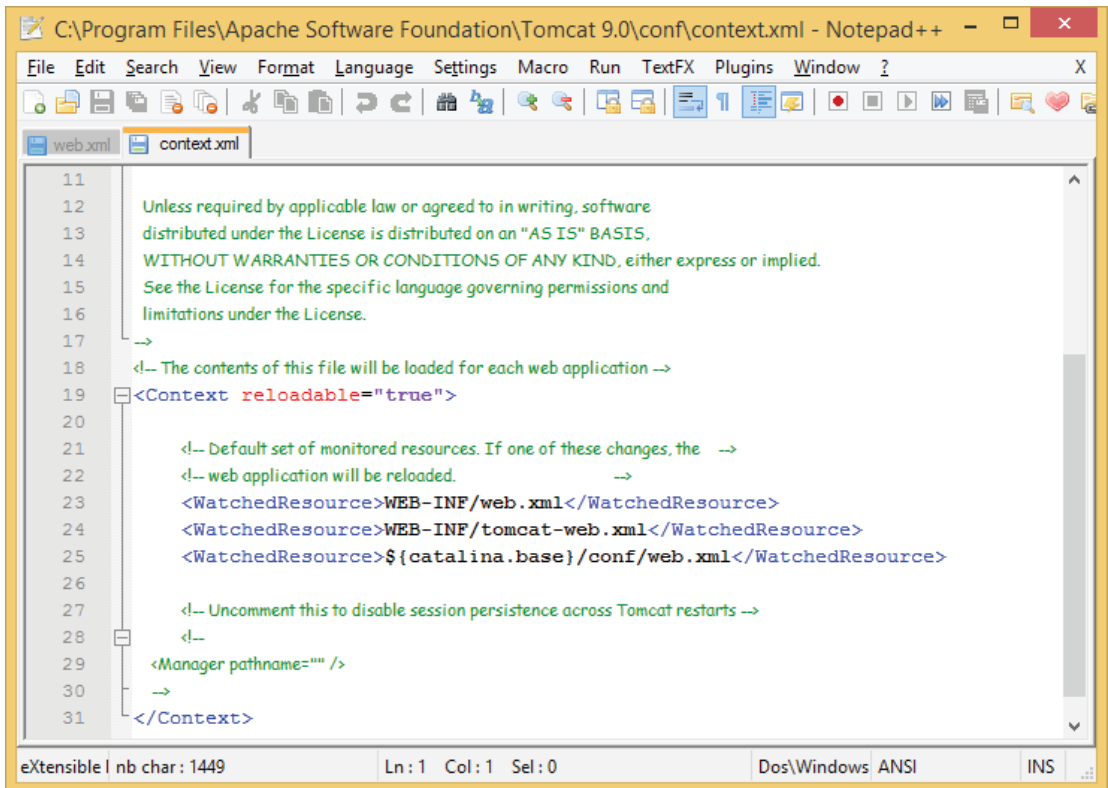 C:\Program Files\Apache Software Foundation\Tomcat 9.0\conf\context.xml - Notepad++
File Edit Search View Format Language Settings Macro Run TextFX Plugins Window ? X
web.xml context.xml
11
12 Unless required by applicable law or agreed to in writing, software
13 distributed under the License is distributed on an "AS IS" BASIS,
14 WITHOUT WARRANTIES OR CONDITIONS OF ANY KIND, either express or implied.
15 See the License for the specific language governing permissions and
16 limitations under the License.
17 -->
18 <!-- The contents of this file will be loaded for each web application -->
19 <Context reloadable="true">
20
21 <!-- Default set of monitored resources. If one of these changes, the -->
22 <!-- web application will be reloaded. -->
23 <WatchedResource>WEB-INF/web.xml</WatchedResource>
24 <WatchedResource>WEB-INF/tomcat-web.xml</WatchedResource>
25 <WatchedResource>${catalina.base}/conf/web.xml</WatchedResource>
26
27 <!-- Uncomment this to disable session persistence across Tomcat restarts -->
28 <!--
29 <Manager pathname="" />
30 -->
31 </Context>
eXtensible l nb char : 1449 Ln : 1 Col : 1 Sel : 0 Dos\Windows ANSI INS